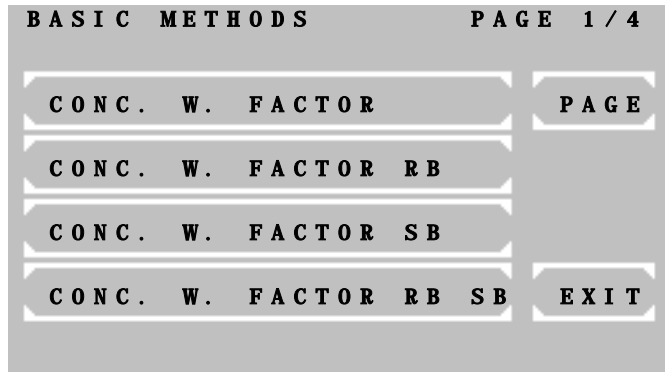 BASIC METHODS PAGE 1/4
CONC. W. FACTOR PAGE
CONC. W. FACTOR RB
CONC. W. FACTOR SB
CONC. W. FACTOR RB SB EXIT